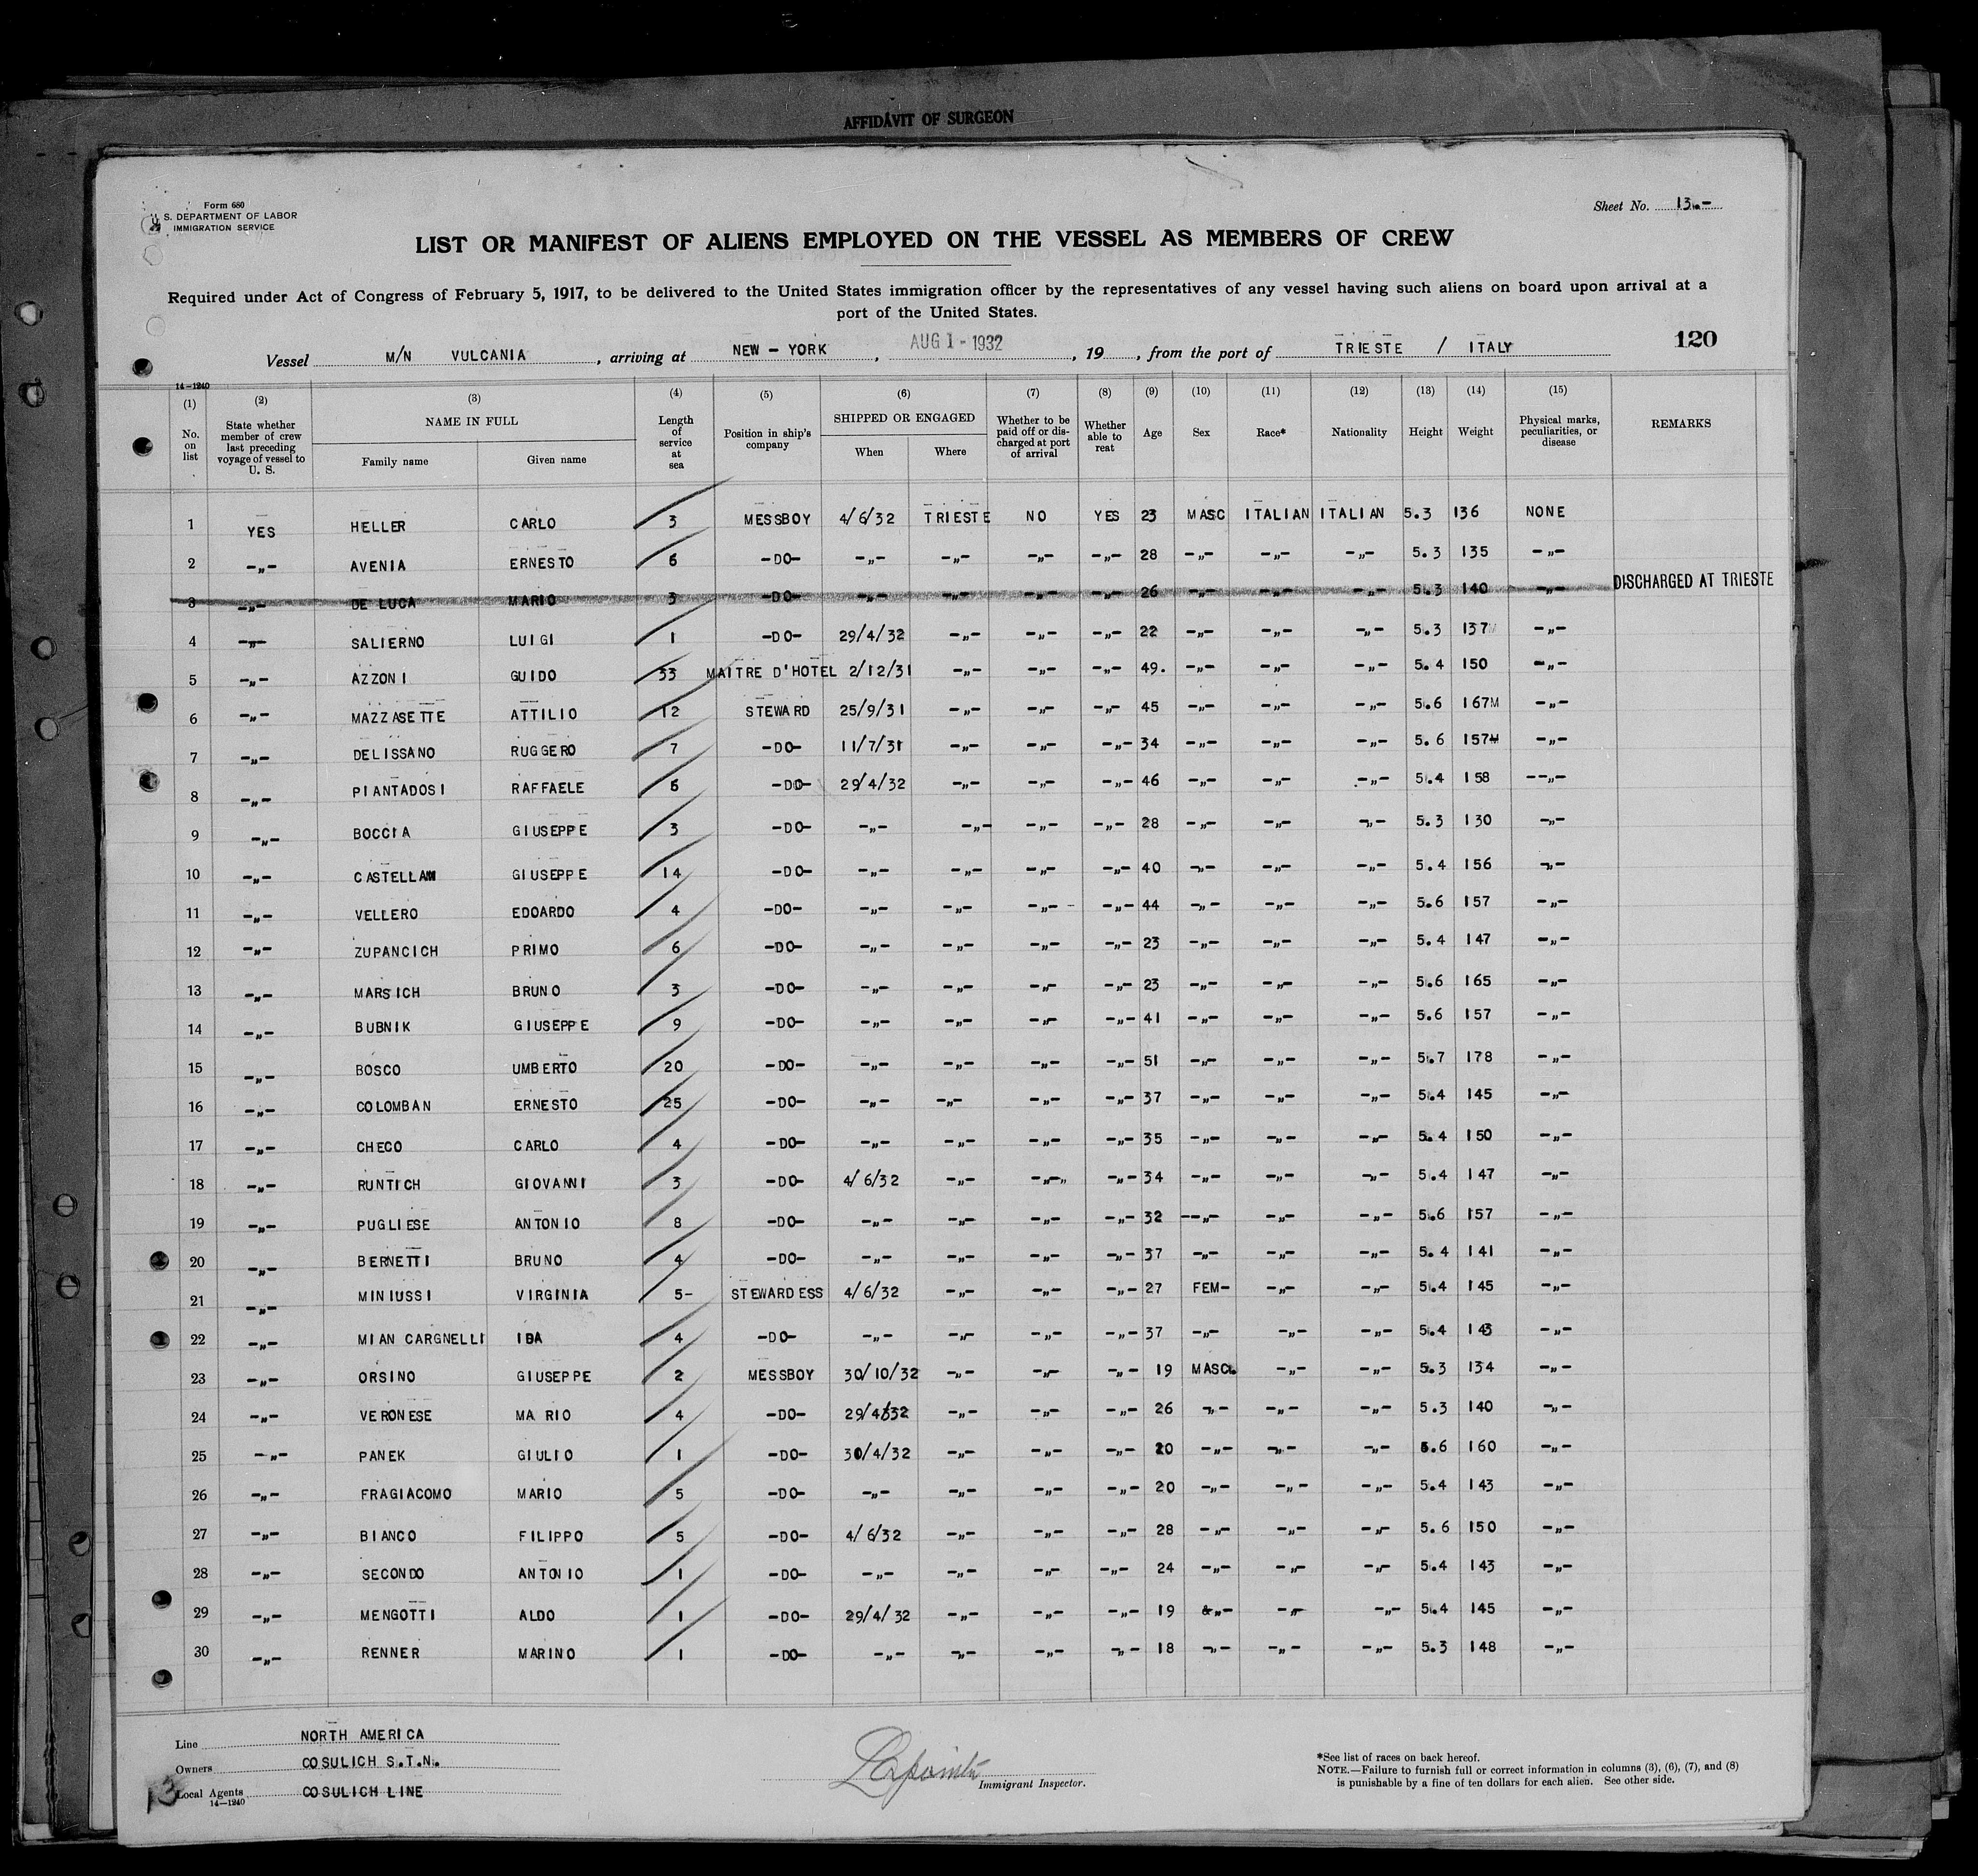 AFFIDAVIT OF SURGEON
Form 680
U. S. DEPARTMENT OF LABOR
IMMIGRATION SERVICE
Sheet No. 13.-
LIST OR MANIFEST OF ALIENS EMPLOYED ON THE VESSEL AS MEMBERS OF CREW
Required under Act of Congress of February 5, 1917, to be delivered to the United States immigration officer by the representatives of any vessel having such aliens on board upon arrival at a
port of the United States.
120
Vessel M/N VULCANIA , arriving at NEW - YORK , AUG 1 - 1932 , 19 , from the port of TRIESTE / ITALY
14-1240
(1) No. on list
(2) State whether member of crew last preceding voyage of vessel to U. S.
(3) NAME IN FULL Family name Given name
(4) Length of service at sea
(5) Position in ship's company
(6) SHIPPED OR ENGAGED When Where
(7) Whether to be paid off or discharged at port of arrival
(8) Whether able to reat
(9) Age
(10) Sex
(11) Race*
(12) Nationality
(13) Height
(14) Weight
(15) Physical marks, peculiarities, or disease
REMARKS
1 YES HELLER CARLO 3 MESSBOY 4/6/32 TRIESTE NO YES 23 MASC ITALIAN ITALIAN 5.3 136 NONE
2 -„- AVENIA ERNESTO 6 -DO- -„- -„- -„- -„- 28 -„- -„- -„- 5.3 135 -„-
3 -„- DE LUCA MARIO 3 -DO- -„- -„- -„- -„- 26 -„- -„- -„- 5.3 140 -„- DISCHARGED AT TRIESTE
4 -„- SALIERNO LUIGI 1 -DO- 29/4/32 -„- -„- -„- 22 -„- -„- -„- 5.3 137 -„-
5 -„- AZZONI GUIDO 33 MAITRE D'HOTEL 2/12/31 -„- -„- -„- 49. -„- -„- -„- 5.4 150 -„-
6 -„- MAZZASETTE ATTILIO 12 STEWARD 25/9/31 -„- -„- -„- 45 -„- -„- -„- 5.6 167M -„-
7 -„- DELISSANO RUGGERO 7 -DO- 11/7/31 -„- -„- -„- 34 -„- -„- -„- 5.6 157M -„-
8 -„- PIANTADOSI RAFFAELE 6 -DO- 29/4/32 -„- -„- -„- 46 -„- -„- -„- 5.4 158 --„-
9 -„- BOCCIA GIUSEPPE 3 -DO- -„- -„- -„- -„- 28 -„- -„- -„- 5.3 130 -„-
10 -„- CASTELLAN GIUSEPPE 14 -DO- -„- -„- -„- -„- 40 -„- -„- -„- 5.4 156 -„-
11 -„- VELLERO EDOARDO 4 -DO- -„- -„- -„- -„- 44 -„- -„- -„- 5.6 157 -„-
12 -„- ZUPANCICH PRIMO 6 -DO- -„- -„- -„- -„- 23 -„- -„- -„- 5.4 147 -„-
13 -„- MARSICH BRUNO 3 -DO- -„- -„- -„- -„- 23 -„- -„- -„- 5.6 165 -„-
14 -„- BUBNIK GIUSEPPE 9 -DO- -„- -„- -„- -„- 41 -„- -„- -„- 5.6 157 -„-
15 -„- BOSCO UMBERTO 20 -DO- -„- -„- -„- -„- 51 -„- -„- -„- 5.7 178 -„-
16 -„- COLOMBAN ERNESTO 25 -DO- -„- -„- -„- -„- 37 -„- -„- -„- 5.4 145 -„-
17 -„- CHECO CARLO 4 -DO- -„- -„- -„- -„- 35 -„- -„- -„- 5.4 150 -„-
18 -„- RUNTICH GIOVANNI 3 -DO- 4/6/32 -„- -„- -„- 34 -„- -„- -„- 5.4 147 -„-
19 -„- PUGLIESE ANTONIO 8 -DO- -„- -„- -„- -„- 32 --„- -„- -„- 5.6 157 -„-
20 -„- BERNETTI BRUNO 4 -DO- -„- -„- -„- -„- 37 -„- -„- -„- 5.4 141 -„-
21 -„- MINIUSSI VIRGINIA 5- STEWARDESS 4/6/32 -„- -„- -„- 27 FEM- -„- -„- 5.4 145 -„-
22 -„- MIAN CARGNELLI IDA 4 -DO- -„- -„- -„- -„- 37 -„- -„- -„- 5.4 143 -„-
23 -„- ORSINO GIUSEPPE 2 MESSBOY 30/10/32 -„- -„- -„- 19 MASC. -„- -„- 5.3 134 -„-
24 -„- VERONESE MARIO 4 -DO- 29/4/32 -„- -„- -„- 26 -„- -„- -„- 5.3 140 -„-
25 -„- PANEK GIULIO 1 -DO- 30/4/32 -„- -„- -„- 20 -„- -„- -„- 5.6 160 -„-
26 -„- FRAGIACOMO MARIO 5 -DO- -„- -„- -„- -„- 20 -„- -„- -„- 5.4 143 -„-
27 -„- BIANCO FILIPPO 5 -DO- 4/6/32 -„- -„- -„- 28 -„- -„- -„- 5.6 150 -„-
28 -„- SECONDO ANTONIO 1 -DO- -„- -„- -„- -„- 24 -„- -„- -„- 5.4 143 -„-
29 -„- MENGOTTI ALDO 1 -DO- 29/4/32 -„- -„- -„- 19 -„- -„- -„- 5.4 145 -„-
30 -„- RENNER MARINO 1 -DO- -„- -„- -„- -„- 18 -„- -„- -„- 5.3 148 -„-
Line NORTH AMERICA
Owners COSULICH S.T.N.
Local Agents COSULICH LINE
14-1240
13
Immigrant Inspector.
*See list of races on back hereof.
NOTE.—Failure to furnish full or correct information in columns (3), (6), (7), and (8)
is punishable by a fine of ten dollars for each alien. See other side.